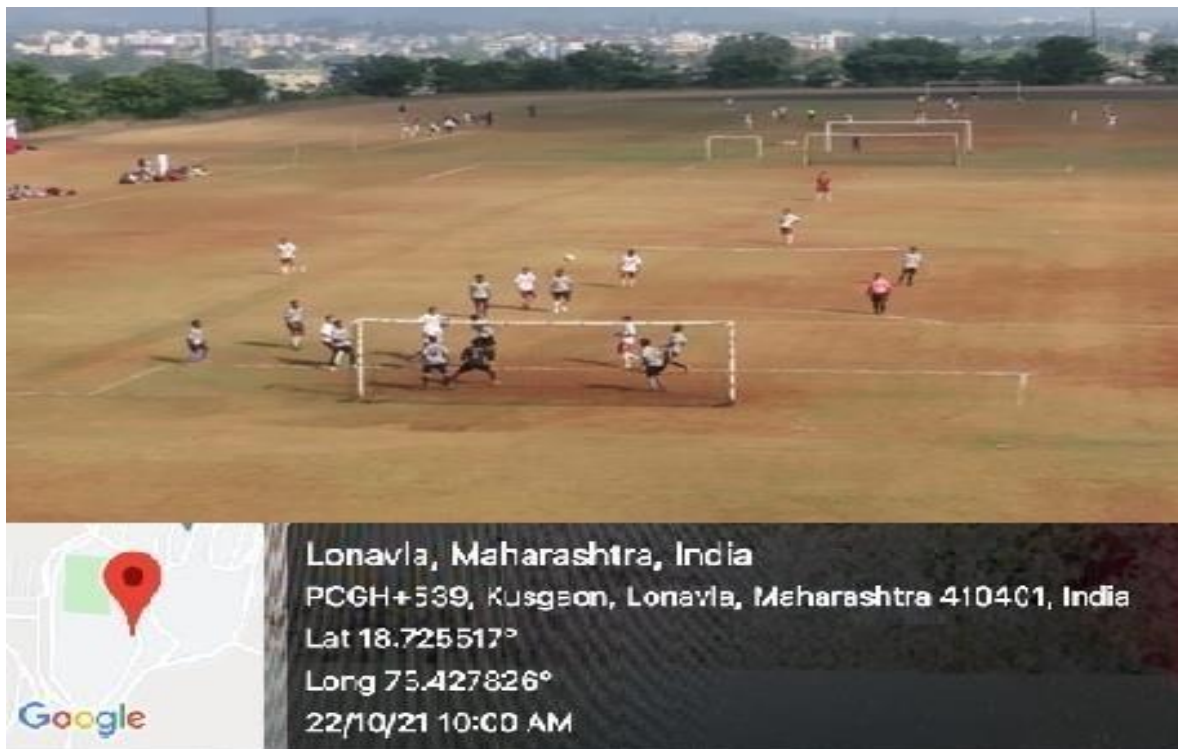 Lonavla, Maharashtra, India
PCGH+539, Kusgaon, Lonavla, Maharashtra 410401, India
Lat 18.725517°
Long 73.427826°
22/10/21 10:00 AM
Google